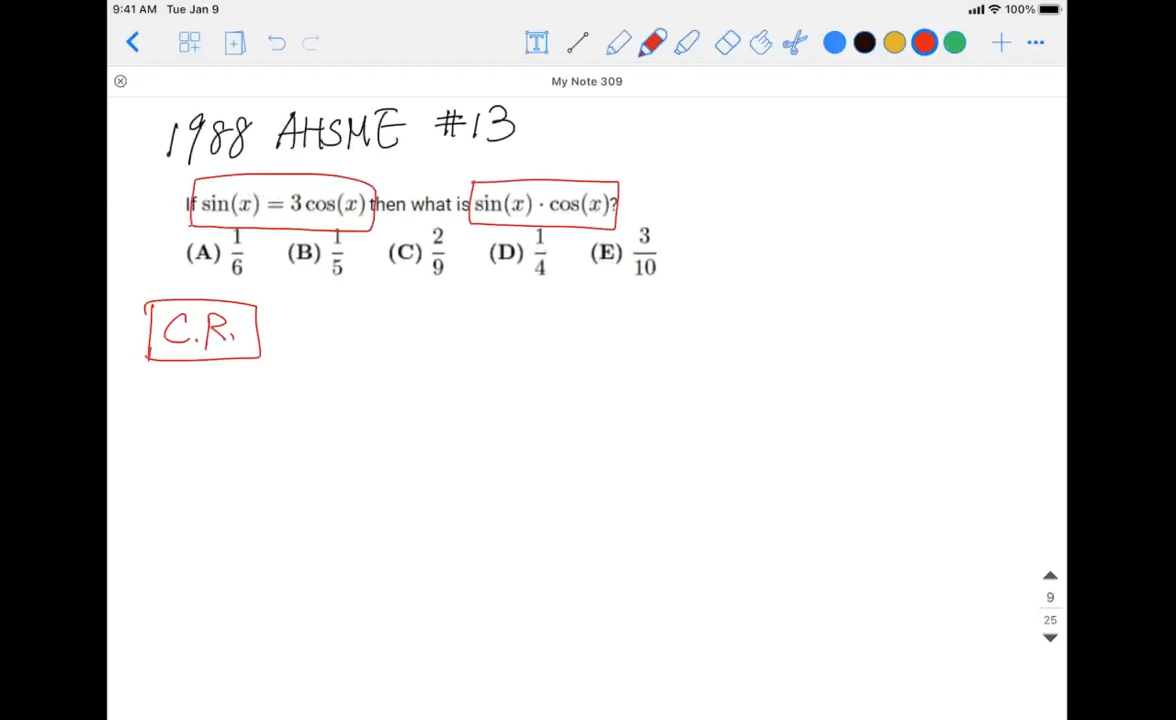 9:41 AM Tue Jan 9 100%
T
My Note 309
1988 AHSME #13
If sin(x) = 3 cos(x) then what is sin(x) · cos(x)?
(A) 1/6 (B) 1/5 (C) 2/9 (D) 1/4 (E) 3/10
C.R.
9
25